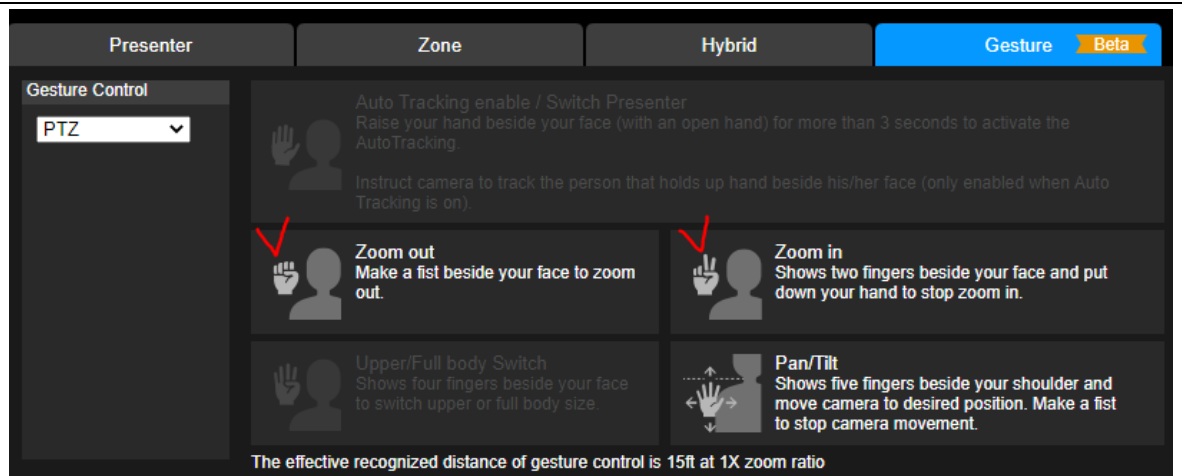 Presenter
Zone
Hybrid
Gesture
Beta
Gesture Control
PTZ
Auto Tracking enable / Switch Presenter
Raise your hand beside your face (with an open hand) for more than 3 seconds to activate the
AutoTracking.
Instruct camera to track the person that holds up hand beside his/her face (only enabled when Auto
Tracking is on).
Zoom out
Make a fist beside your face to zoom
out.
Zoom in
Shows two fingers beside your face and put
down your hand to stop zoom in.
Upper/Full body Switch
Shows four fingers beside your face
to switch upper or full body size.
Pan/Tilt
Shows five fingers beside your shoulder and
move camera to desired position. Make a fist
to stop camera movement.
The effective recognized distance of gesture control is 15ft at 1X zoom ratio